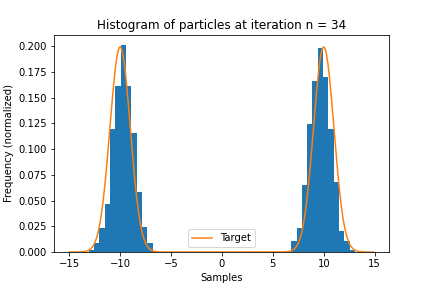 Histogram of particles at iteration n = 34
Frequency (normalized)
0.200
0.175
0.150
0.125
0.100
0.075
0.050
0.025
0.000
Target
−15 −10 −5 0 5 10 15
Samples